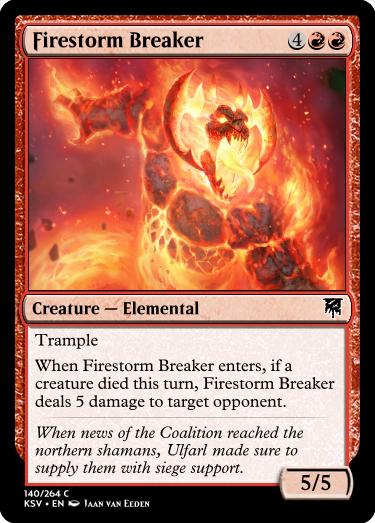 Firestorm Breaker 4
Creature — Elemental
Trample
When Firestorm Breaker enters, if a
creature died this turn, Firestorm Breaker
deals 5 damage to target opponent.
When news of the Coalition reached the
northern shamans, Ulfarl made sure to
supply them with siege support.
5/5
140/264 C
KSV • EN Jaan van Eeden